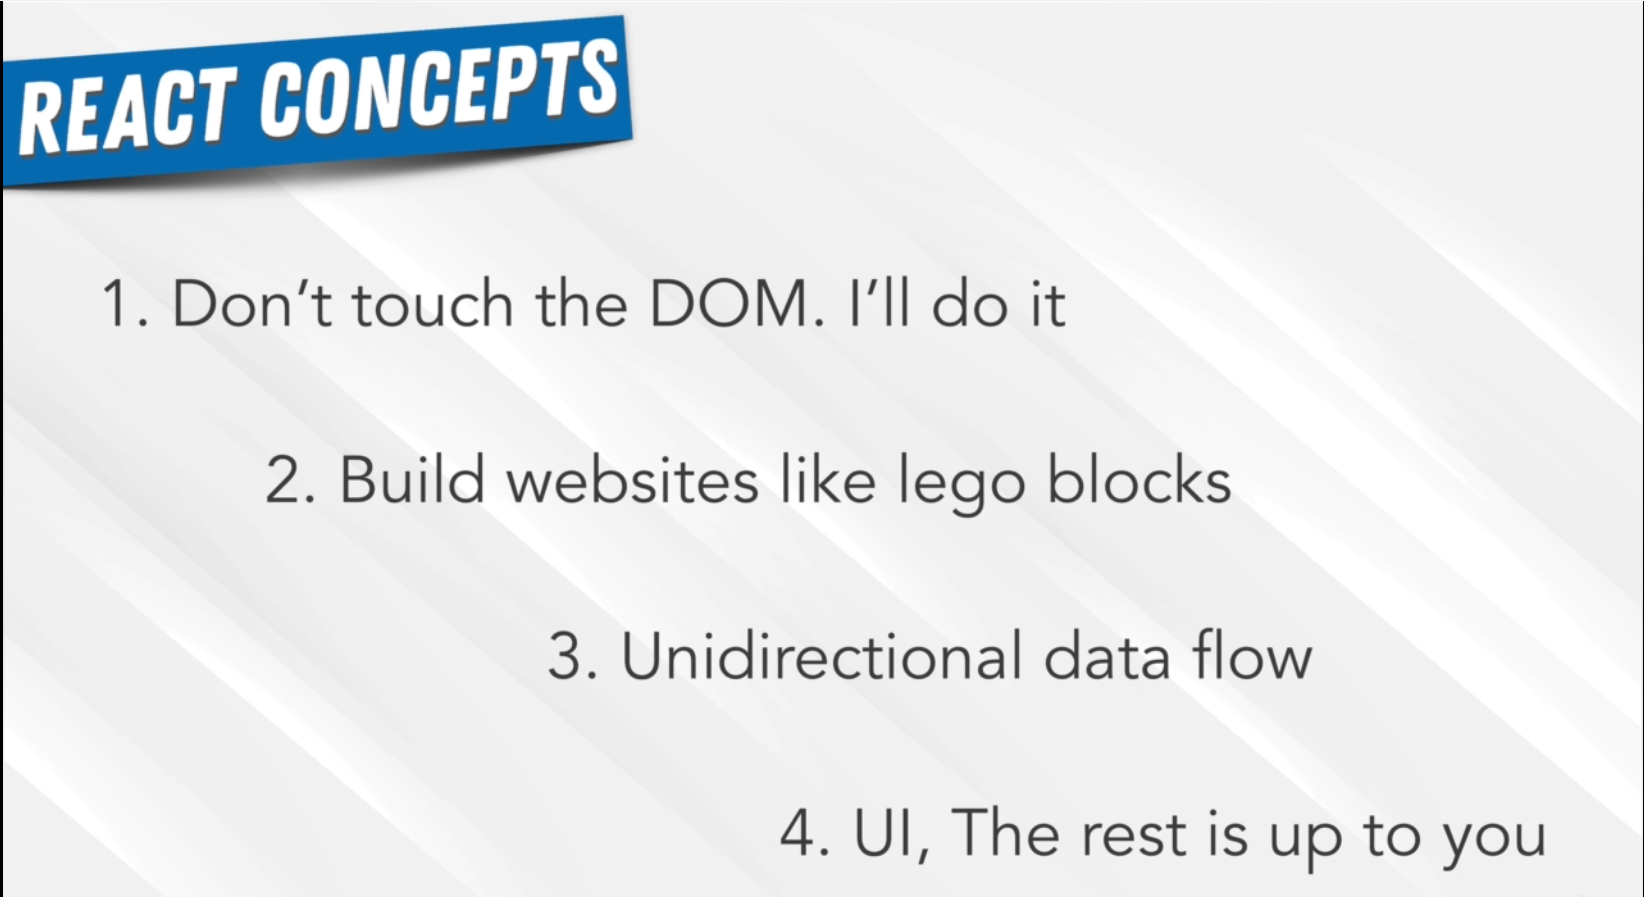 REACT CONCEPTS
1. Don’t touch the DOM. I’ll do it
2. Build websites like lego blocks
3. Unidirectional data flow
4. UI, The rest is up to you